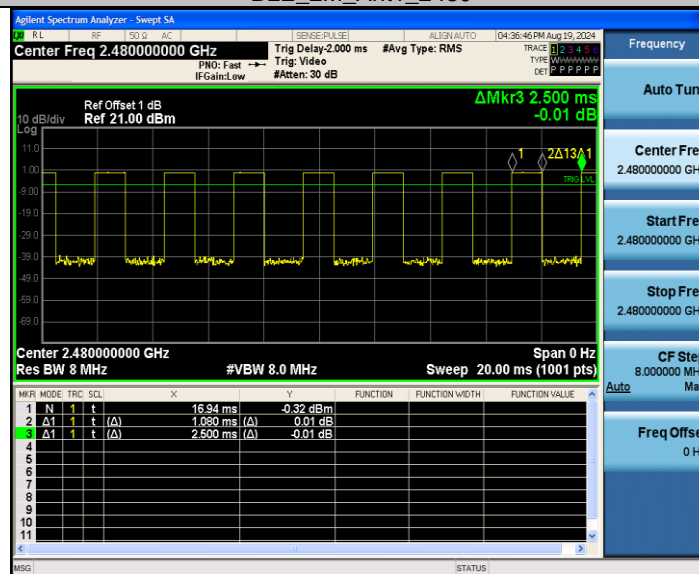 Agilent Spectrum Analyzer - Swept SA
RL RF 50 Ω AC SENSE:PULSE ALIGN AUTO 04:36:46 PM Aug 19, 2024
Center Freq 2.480000000 GHz
PNO: Fast
IFGain:Low
Trig Delay-2.000 ms
Trig: Video
#Atten: 30 dB
#Avg Type: RMS
TRACE 1 2 3 4 5 6
TYPE W
DET P P P P P P
Ref Offset 1 dB
Ref 21.00 dBm
10 dB/div
Log
ΔMkr3 2.500 ms
-0.01 dB
11.0
1.00
-9.00
-19.0
-29.0
-39.0
-49.0
-59.0
-69.0
1 2Δ1 3Δ1
TRIG LVL
Center 2.480000000 GHz
Res BW 8 MHz
#VBW 8.0 MHz
Span 0 Hz
Sweep 20.00 ms (1001 pts)
MKR MODE TRC SCL X Y FUNCTION FUNCTION WIDTH FUNCTION VALUE
1 N 1 t 16.94 ms -0.32 dBm
2 Δ1 1 t (Δ) 1.080 ms (Δ) 0.01 dB
3 Δ1 1 t (Δ) 2.500 ms (Δ) -0.01 dB
4
5
6
7
8
9
10
11
MSG
STATUS
Frequency
Auto Tun
Center Fre
2.480000000 GH
Start Fre
2.480000000 GH
Stop Fre
2.480000000 GH
CF Ste
8.000000 MH
Auto Ma
Freq Offse
0 H